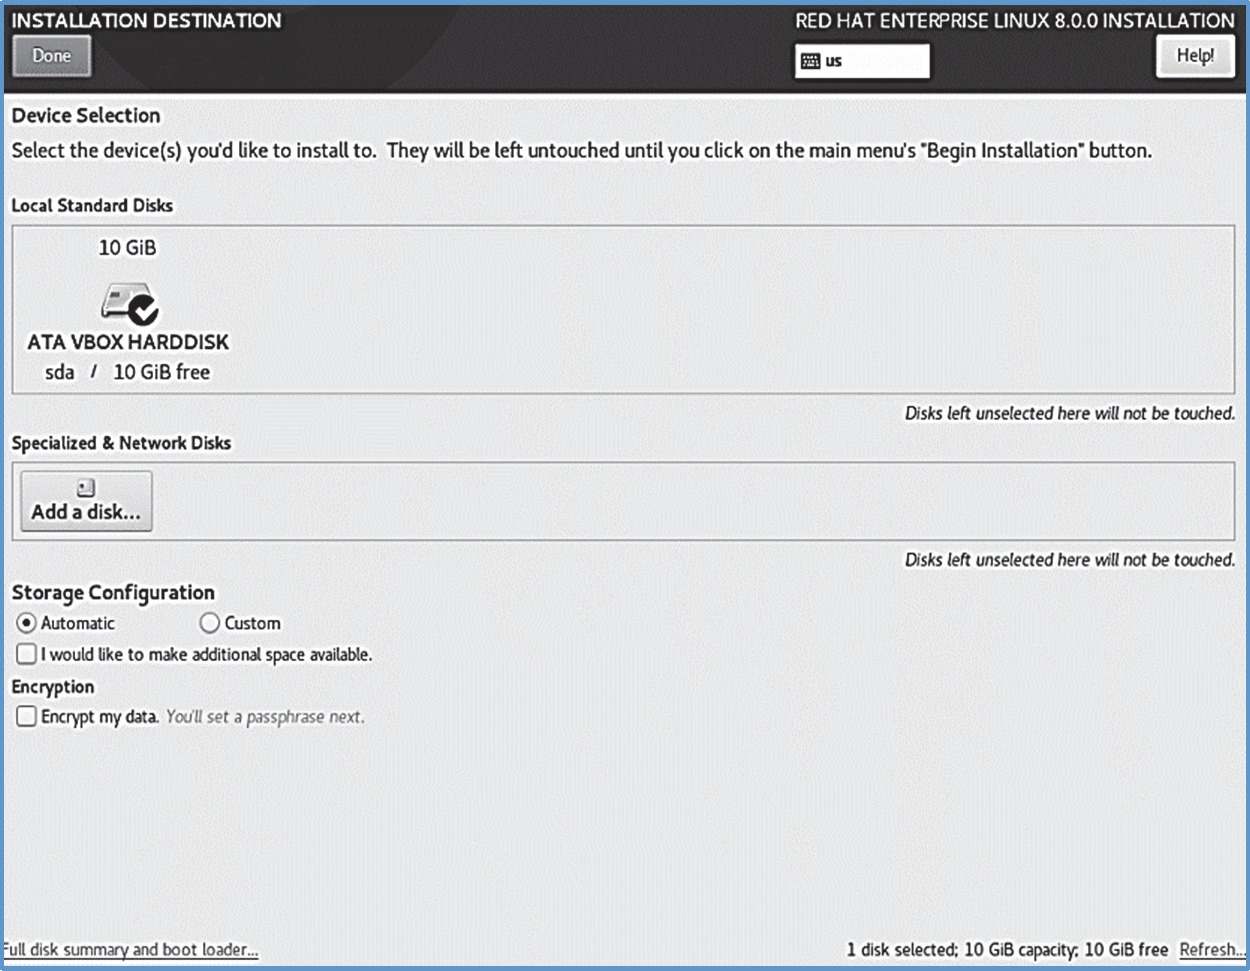 INSTALLATION DESTINATION
RED HAT ENTERPRISE LINUX 8.0.0 INSTALLATION
Done
us
Help!
Device Selection
Select the device(s) you'd like to install to. They will be left untouched until you click on the main menu's "Begin Installation" button.
Local Standard Disks
10 GiB
ATA VBOX HARDDISK
sda / 10 GiB free
Disks left unselected here will not be touched.
Specialized & Network Disks
Add a disk...
Disks left unselected here will not be touched.
Storage Configuration
Automatic Custom
I would like to make additional space available.
Encryption
Encrypt my data. You'll set a passphrase next.
Full disk summary and boot loader...
1 disk selected; 10 GiB capacity; 10 GiB free Refresh...